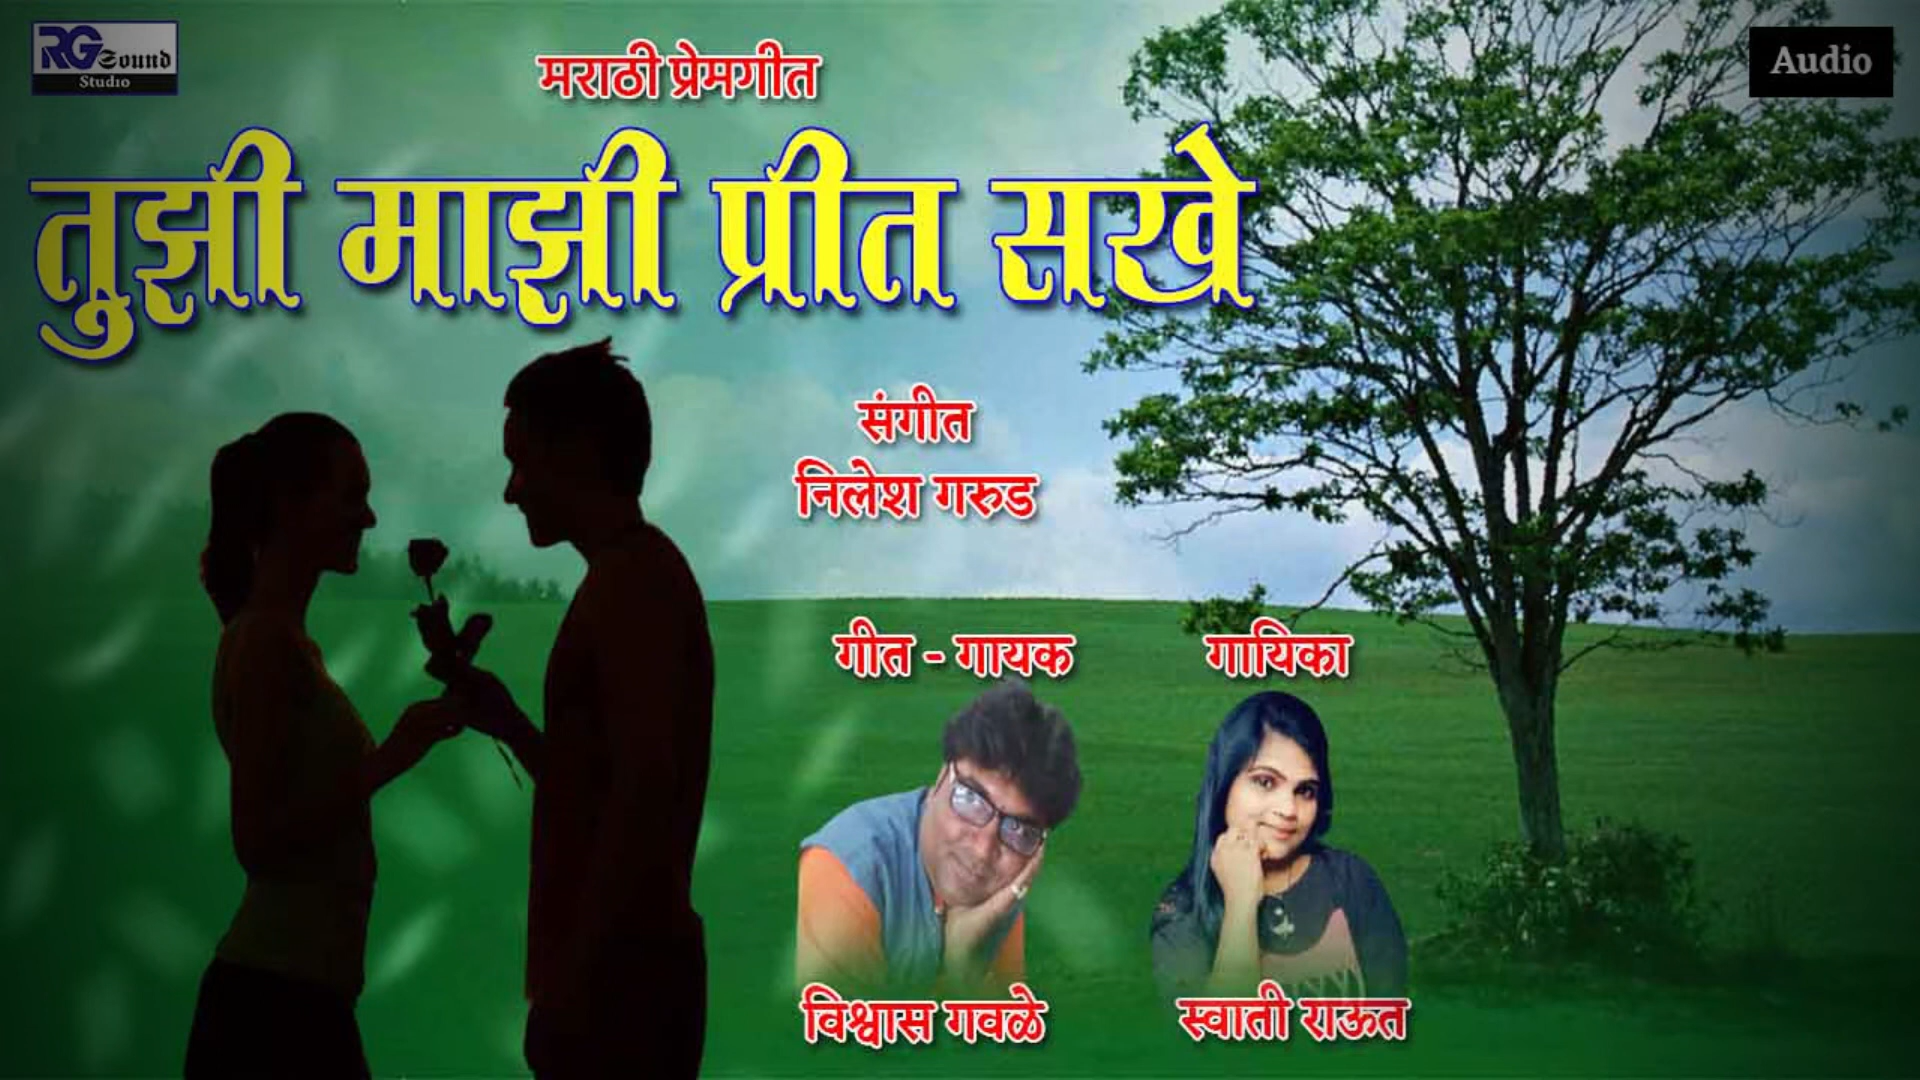 RG Sound
Studio
Audio
मराठी प्रेमगीत
तुझी माझी प्रीत सखे
संगीत
निलेश गरुड
गीत - गायक
गायिका
विश्वास गवळे
स्वाती राऊत